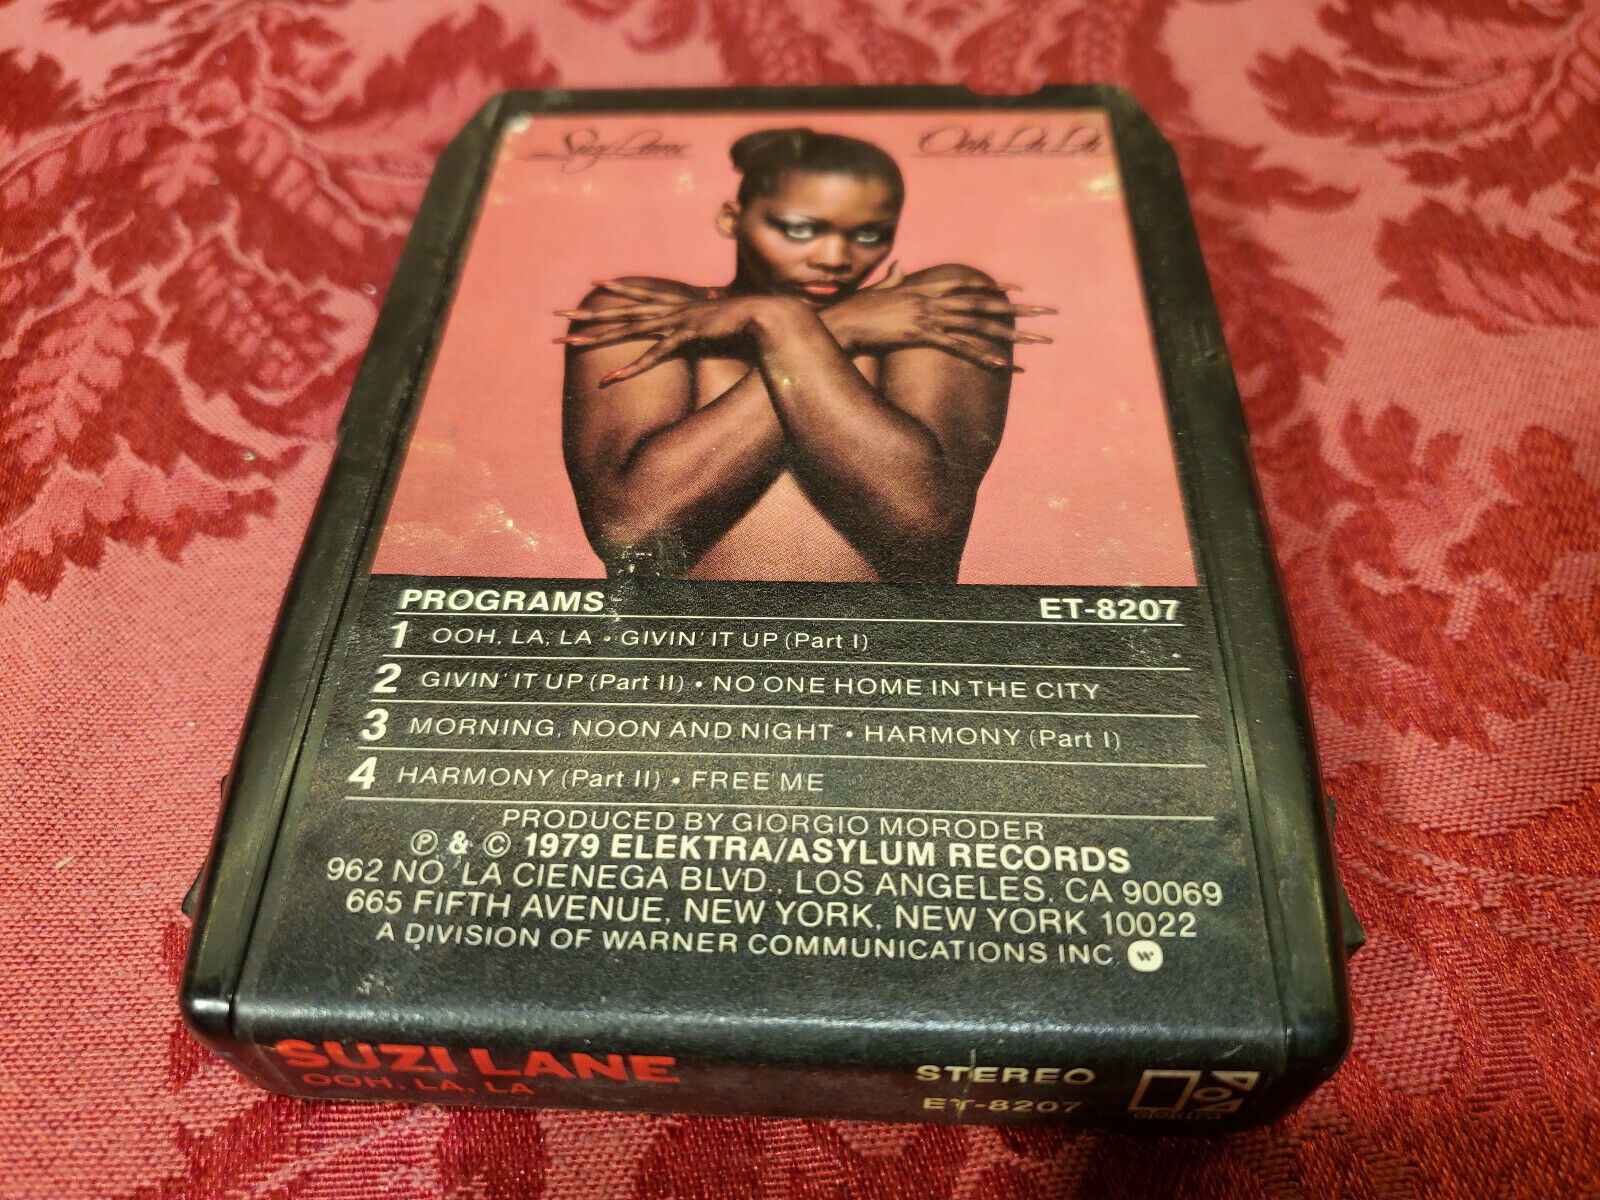 Suzi Lane Ooh La La
PROGRAMS ET-8207
1 OOH, LA, LA • GIVIN' IT UP (Part I)
2 GIVIN' IT UP (Part II) • NO ONE HOME IN THE CITY
3 MORNING, NOON AND NIGHT • HARMONY (Part I)
4 HARMONY (Part II) • FREE ME
PRODUCED BY GIORGIO MORODER
℗ & © 1979 ELEKTRA/ASYLUM RECORDS
962 NO. LA CIENEGA BLVD., LOS ANGELES, CA 90069
665 FIFTH AVENUE, NEW YORK, NEW YORK 10022
A DIVISION OF WARNER COMMUNICATIONS INC. W
SUZI LANE STEREO
OOH, LA, LA ET-8207